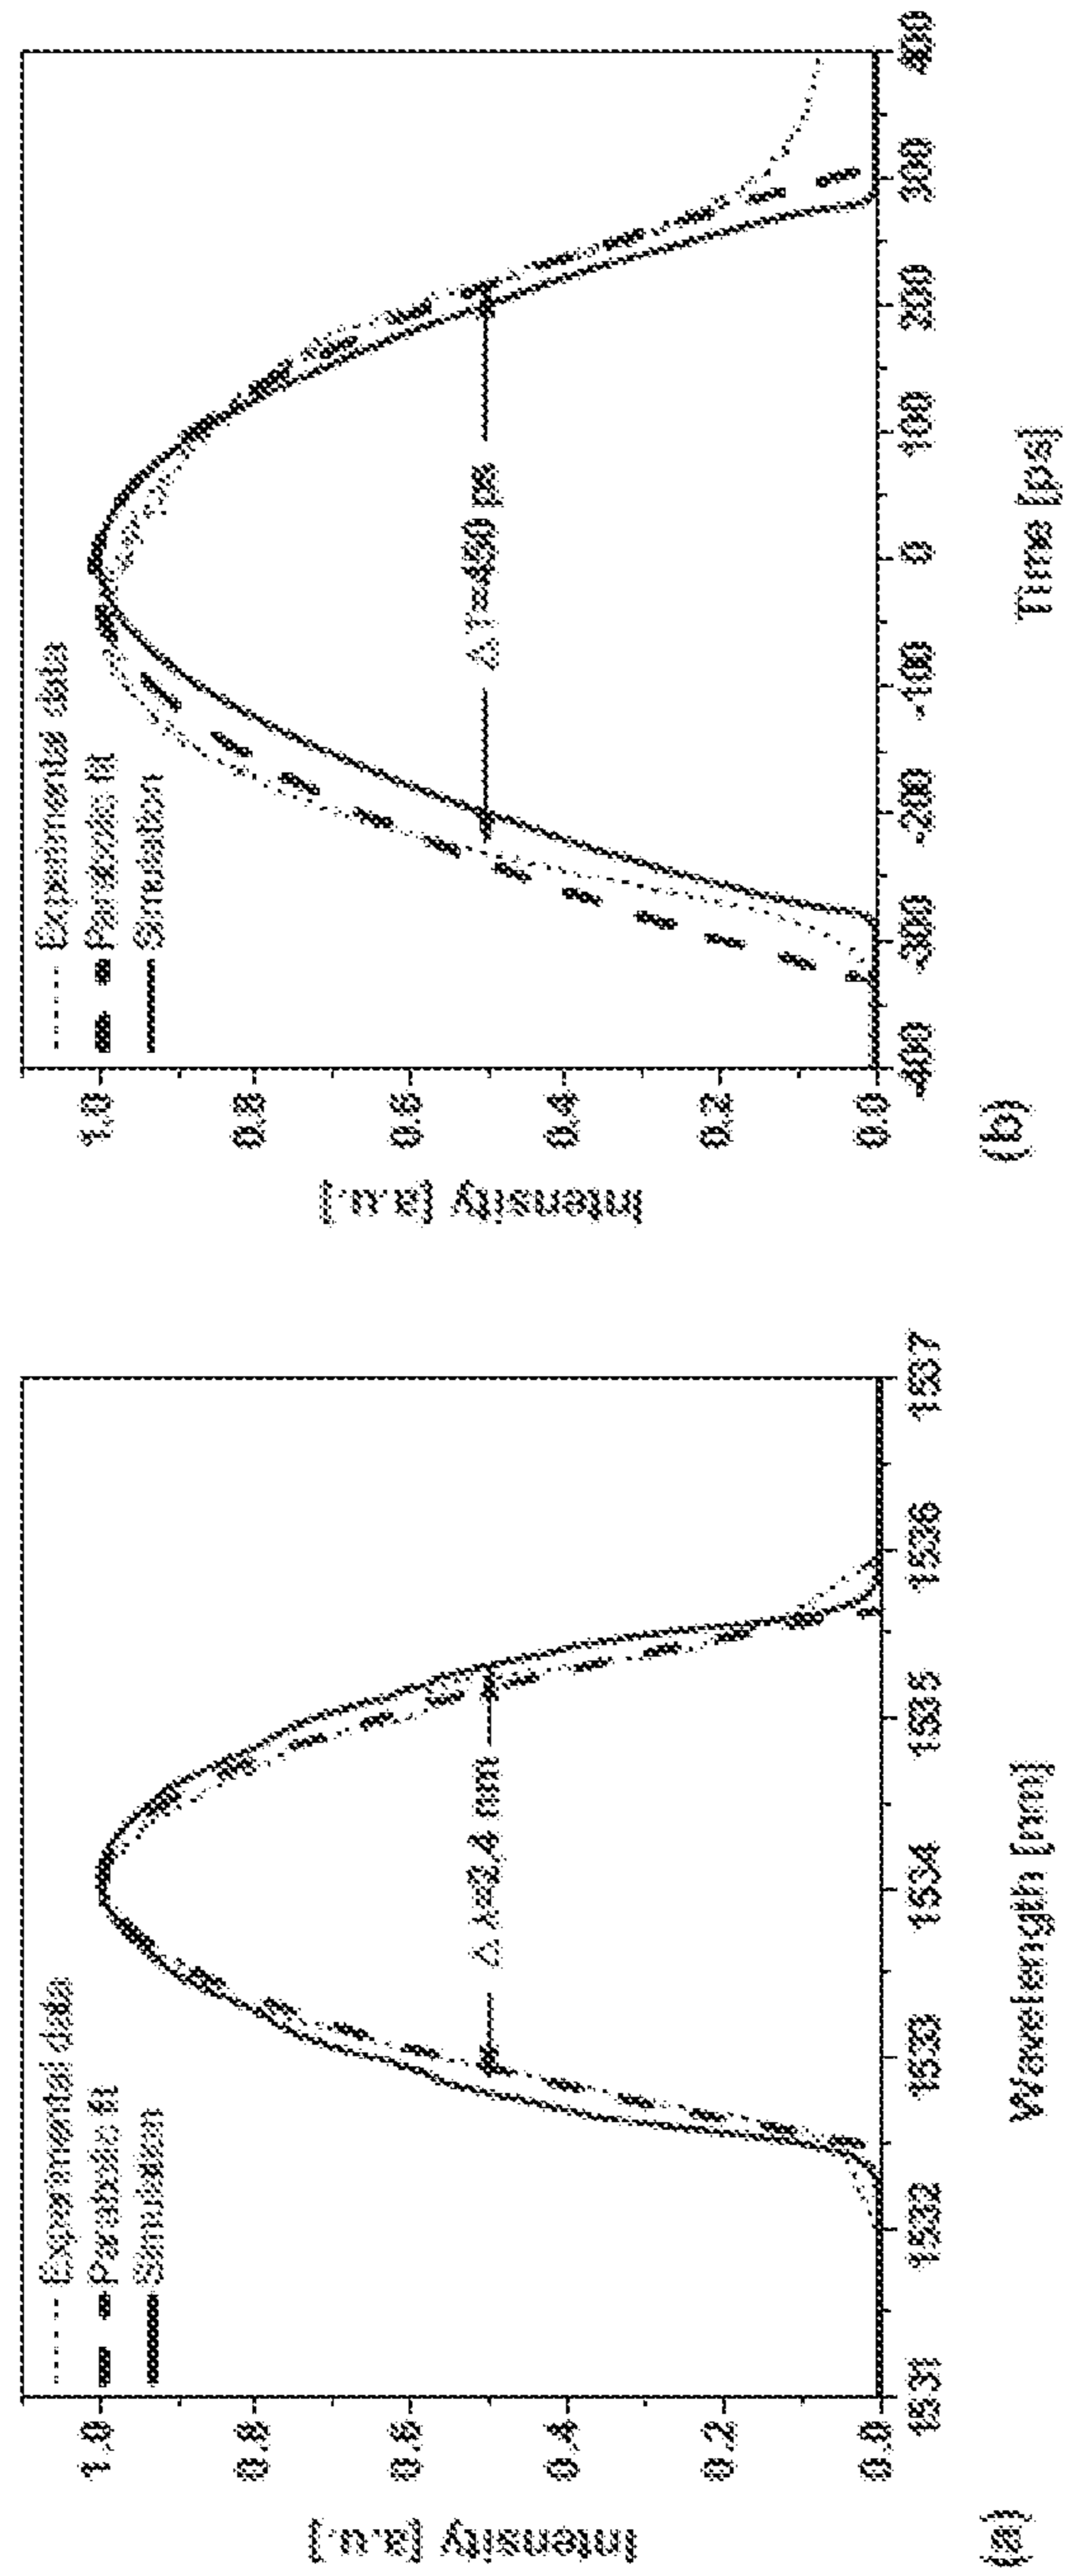 Intensity [a.u.]
1.0
0.8
0.6
0.4
0.2
0.0
Experimental data
Parabolic fit
Simulation
Δ λ=2.4 nm
1531 1532 1533 1534 1535 1536 1537
Wavelength [nm]
(a)
Intensity [a.u.]
1.0
0.8
0.6
0.4
0.2
0.0
Experimental data
Parabolic fit
Simulation
Δ T=450 ps
-400 -300 -200 -100 0 100 200 300 400
Time [ps]
(b)